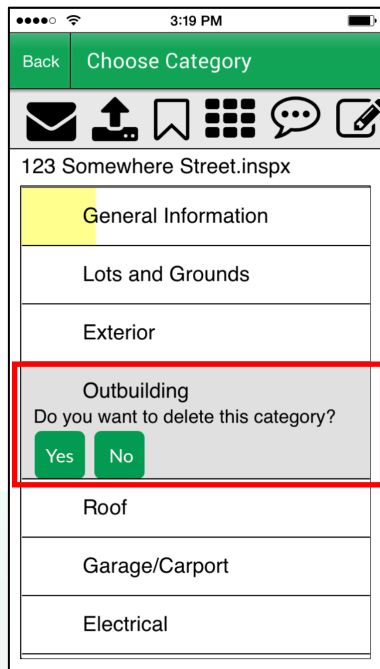 3:19 PM
Back Choose Category
123 Somewhere Street.inspx
General Information
Lots and Grounds
Exterior
Outbuilding
Do you want to delete this category?
Yes No
Roof
Garage/Carport
Electrical